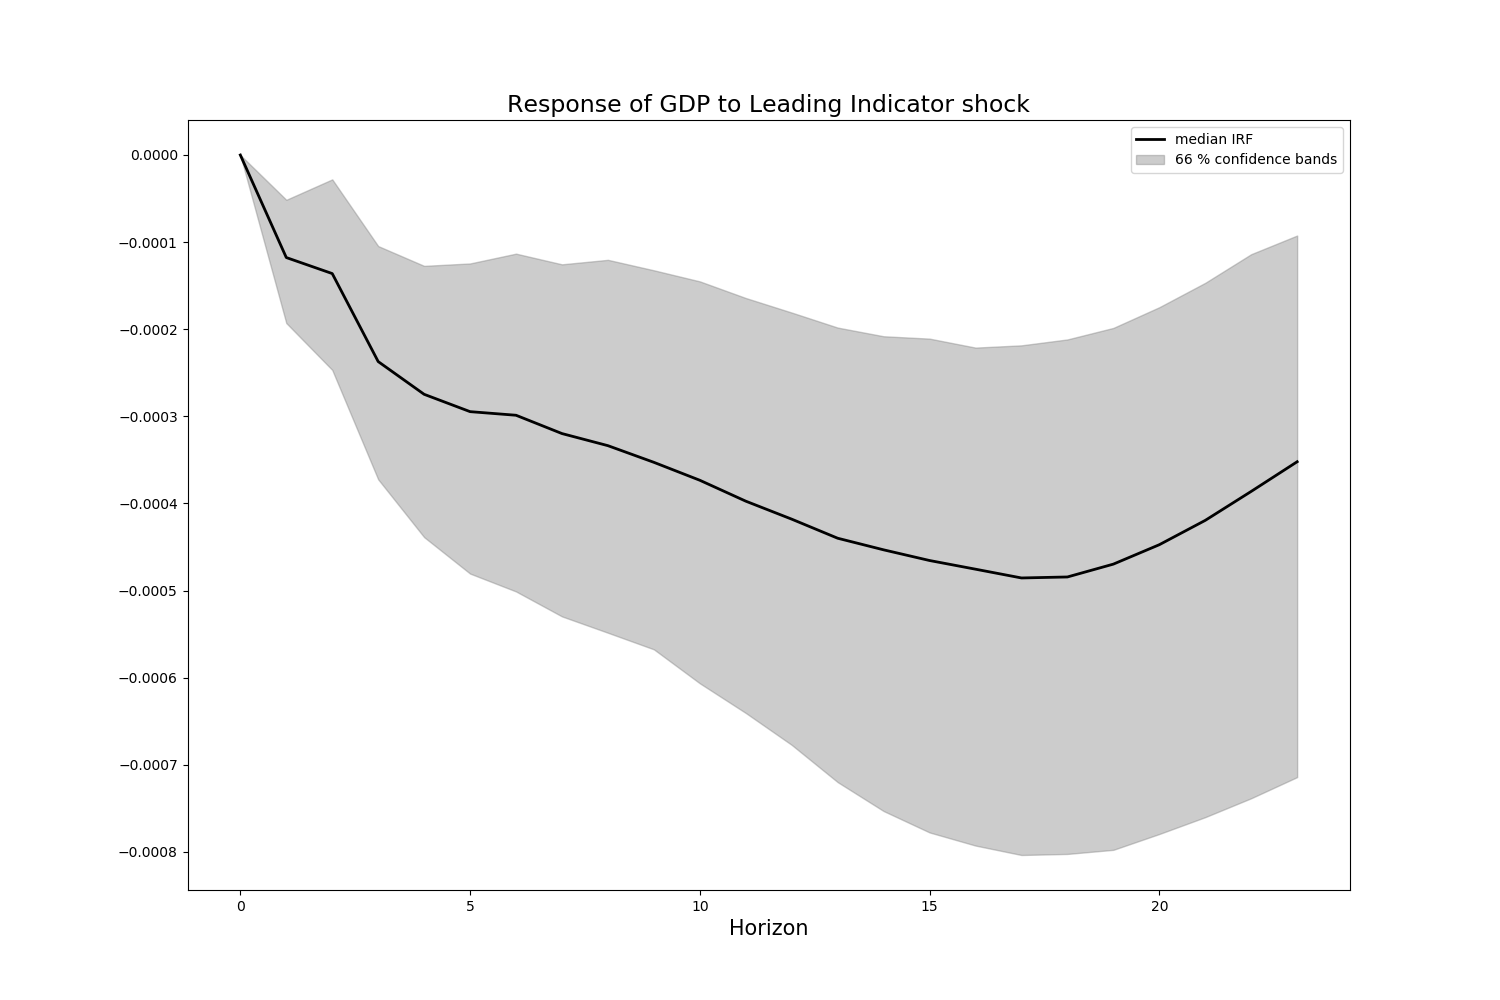 Response of GDP to Leading Indicator shock
median IRF
66 % confidence bands
0.0000
−0.0001
−0.0002
−0.0003
−0.0004
−0.0005
−0.0006
−0.0007
−0.0008
0 5 10 15 20
Horizon